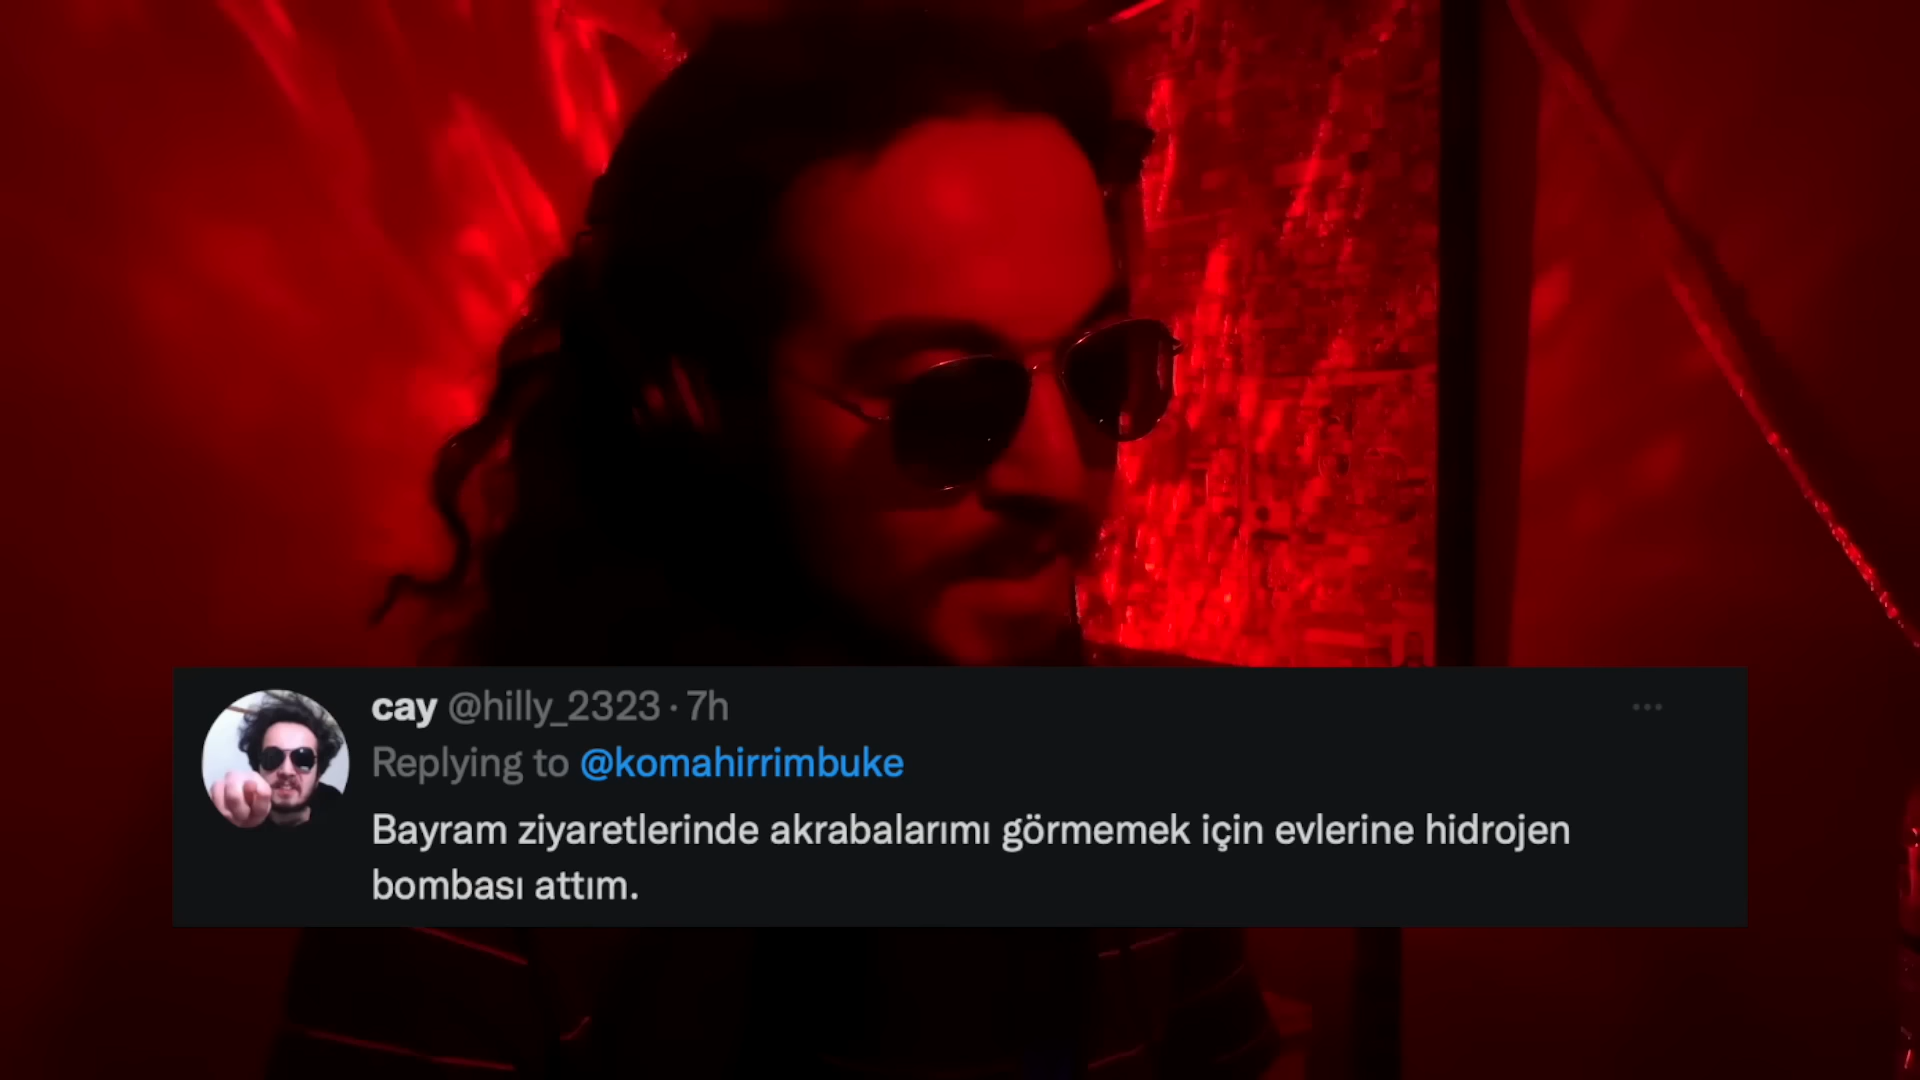 cay @hilly_2323 · 7h
Replying to @komahirrimbuke
Bayram ziyaretlerinde akrabalarımı görmemek için evlerine hidrojen
bombası attım.